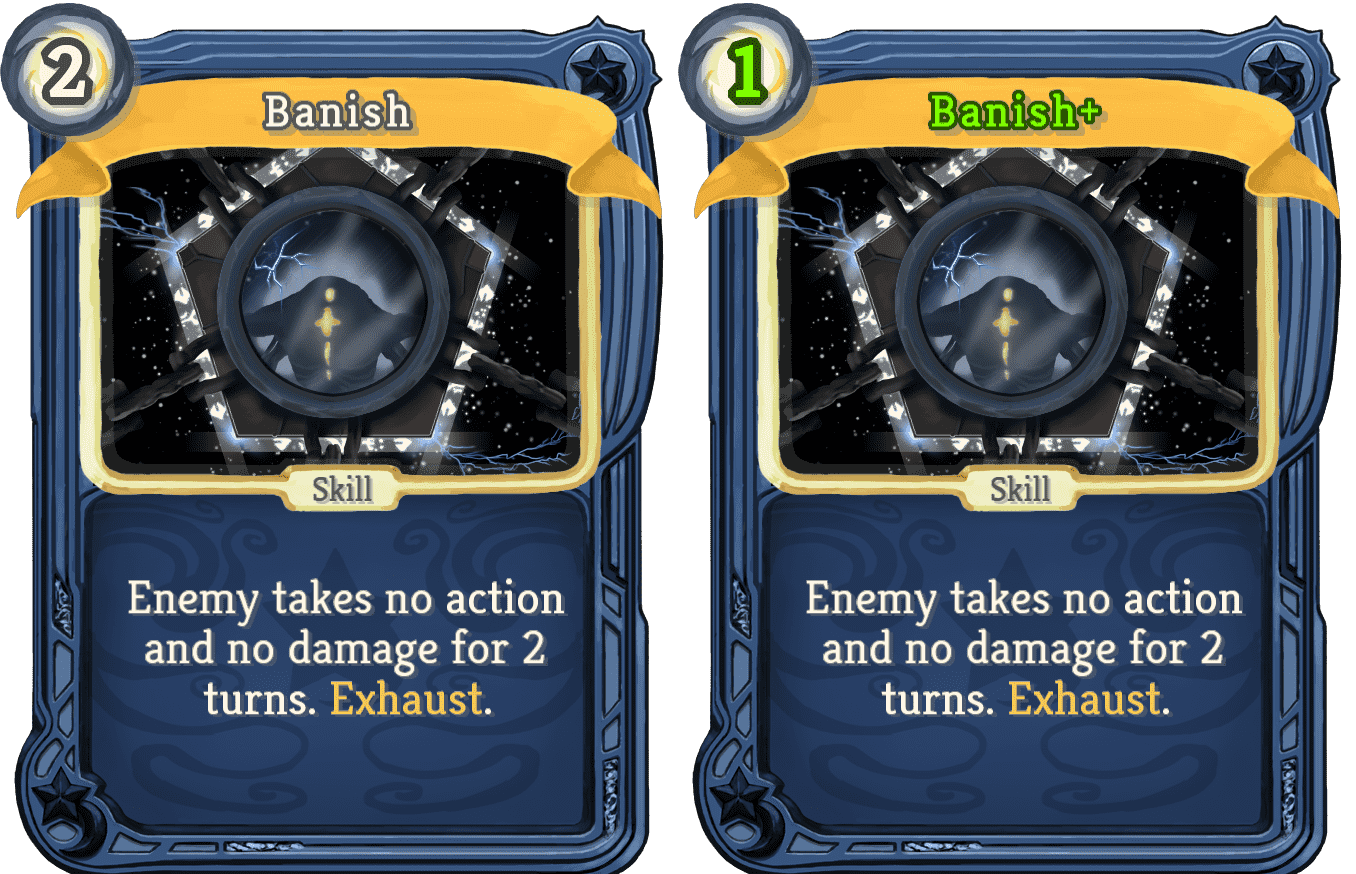 2
Banish
Skill
Enemy takes no action
and no damage for 2
turns. Exhaust.
1
Banish+
Skill
Enemy takes no action
and no damage for 2
turns. Exhaust.